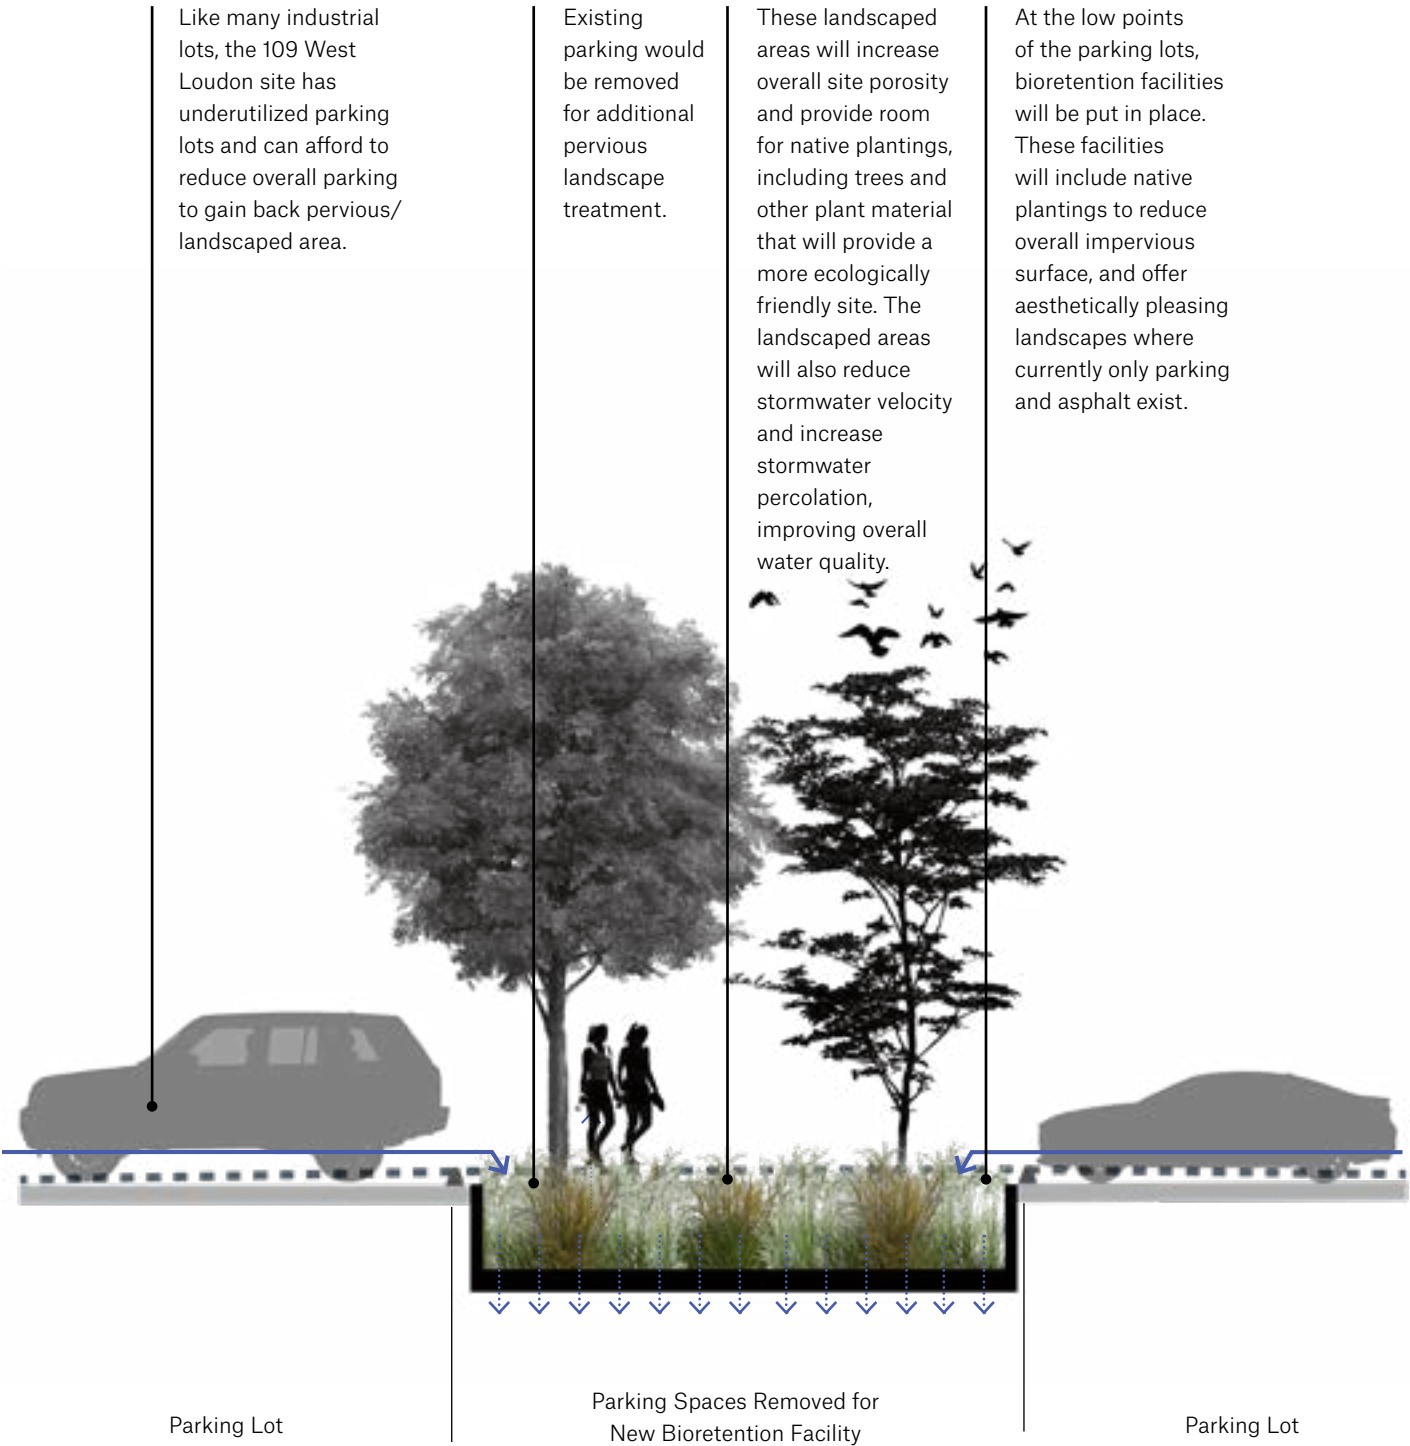 Like many industrial
lots, the 109 West
Loudon site has
underutilized parking
lots and can afford to
reduce overall parking
to gain back pervious/
landscaped area.
Existing
parking would
be removed
for additional
pervious
landscape
treatment.
These landscaped
areas will increase
overall site porosity
and provide room
for native plantings,
including trees and
other plant material
that will provide a
more ecologically
friendly site. The
landscaped areas
will also reduce
stormwater velocity
and increase
stormwater
percolation,
improving overall
water quality.
At the low points
of the parking lots,
bioretention facilities
will be put in place.
These facilities
will include native
plantings to reduce
overall impervious
surface, and offer
aesthetically pleasing
landscapes where
currently only parking
and asphalt exist.
Parking Lot
Parking Spaces Removed for
New Bioretention Facility
Parking Lot